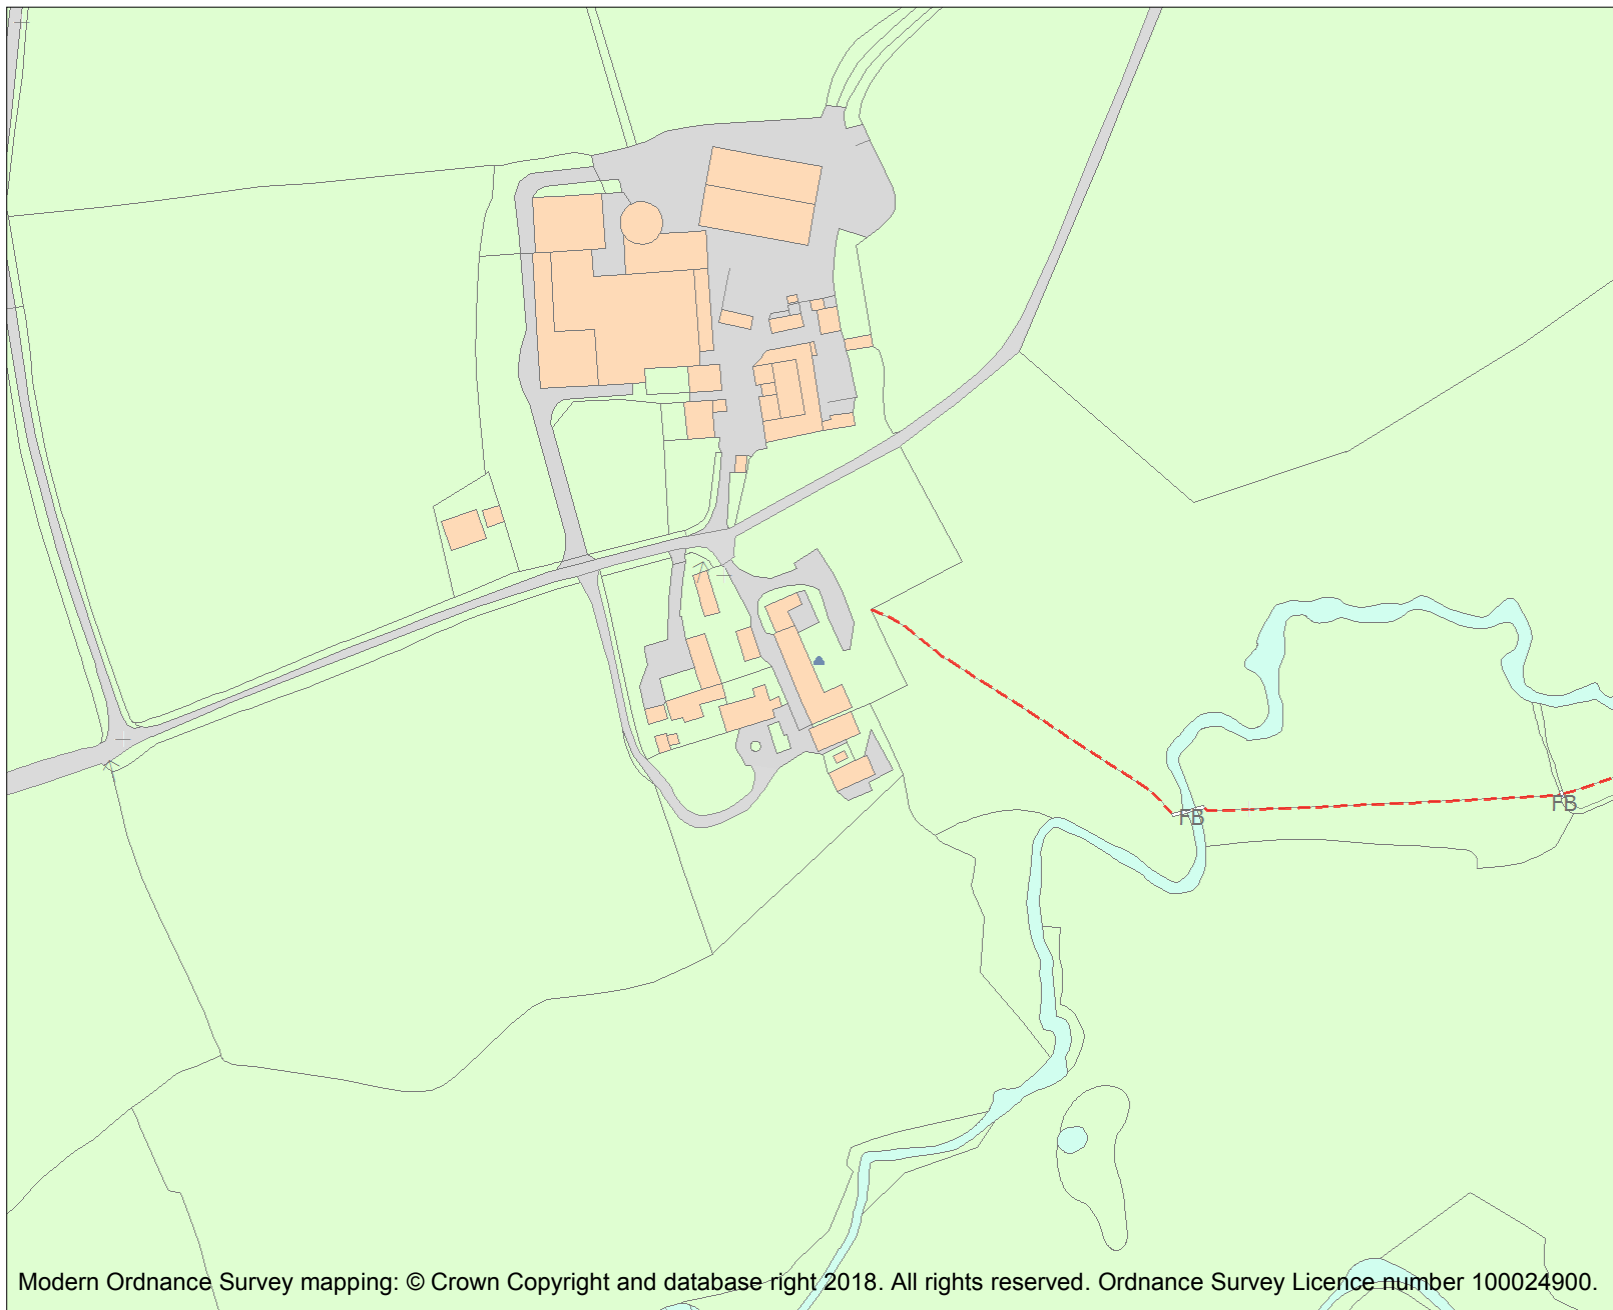 FB
FB
Modern Ordnance Survey mapping: © Crown Copyright and database right 2018. All rights reserved. Ordnance Survey Licence number 100024900.